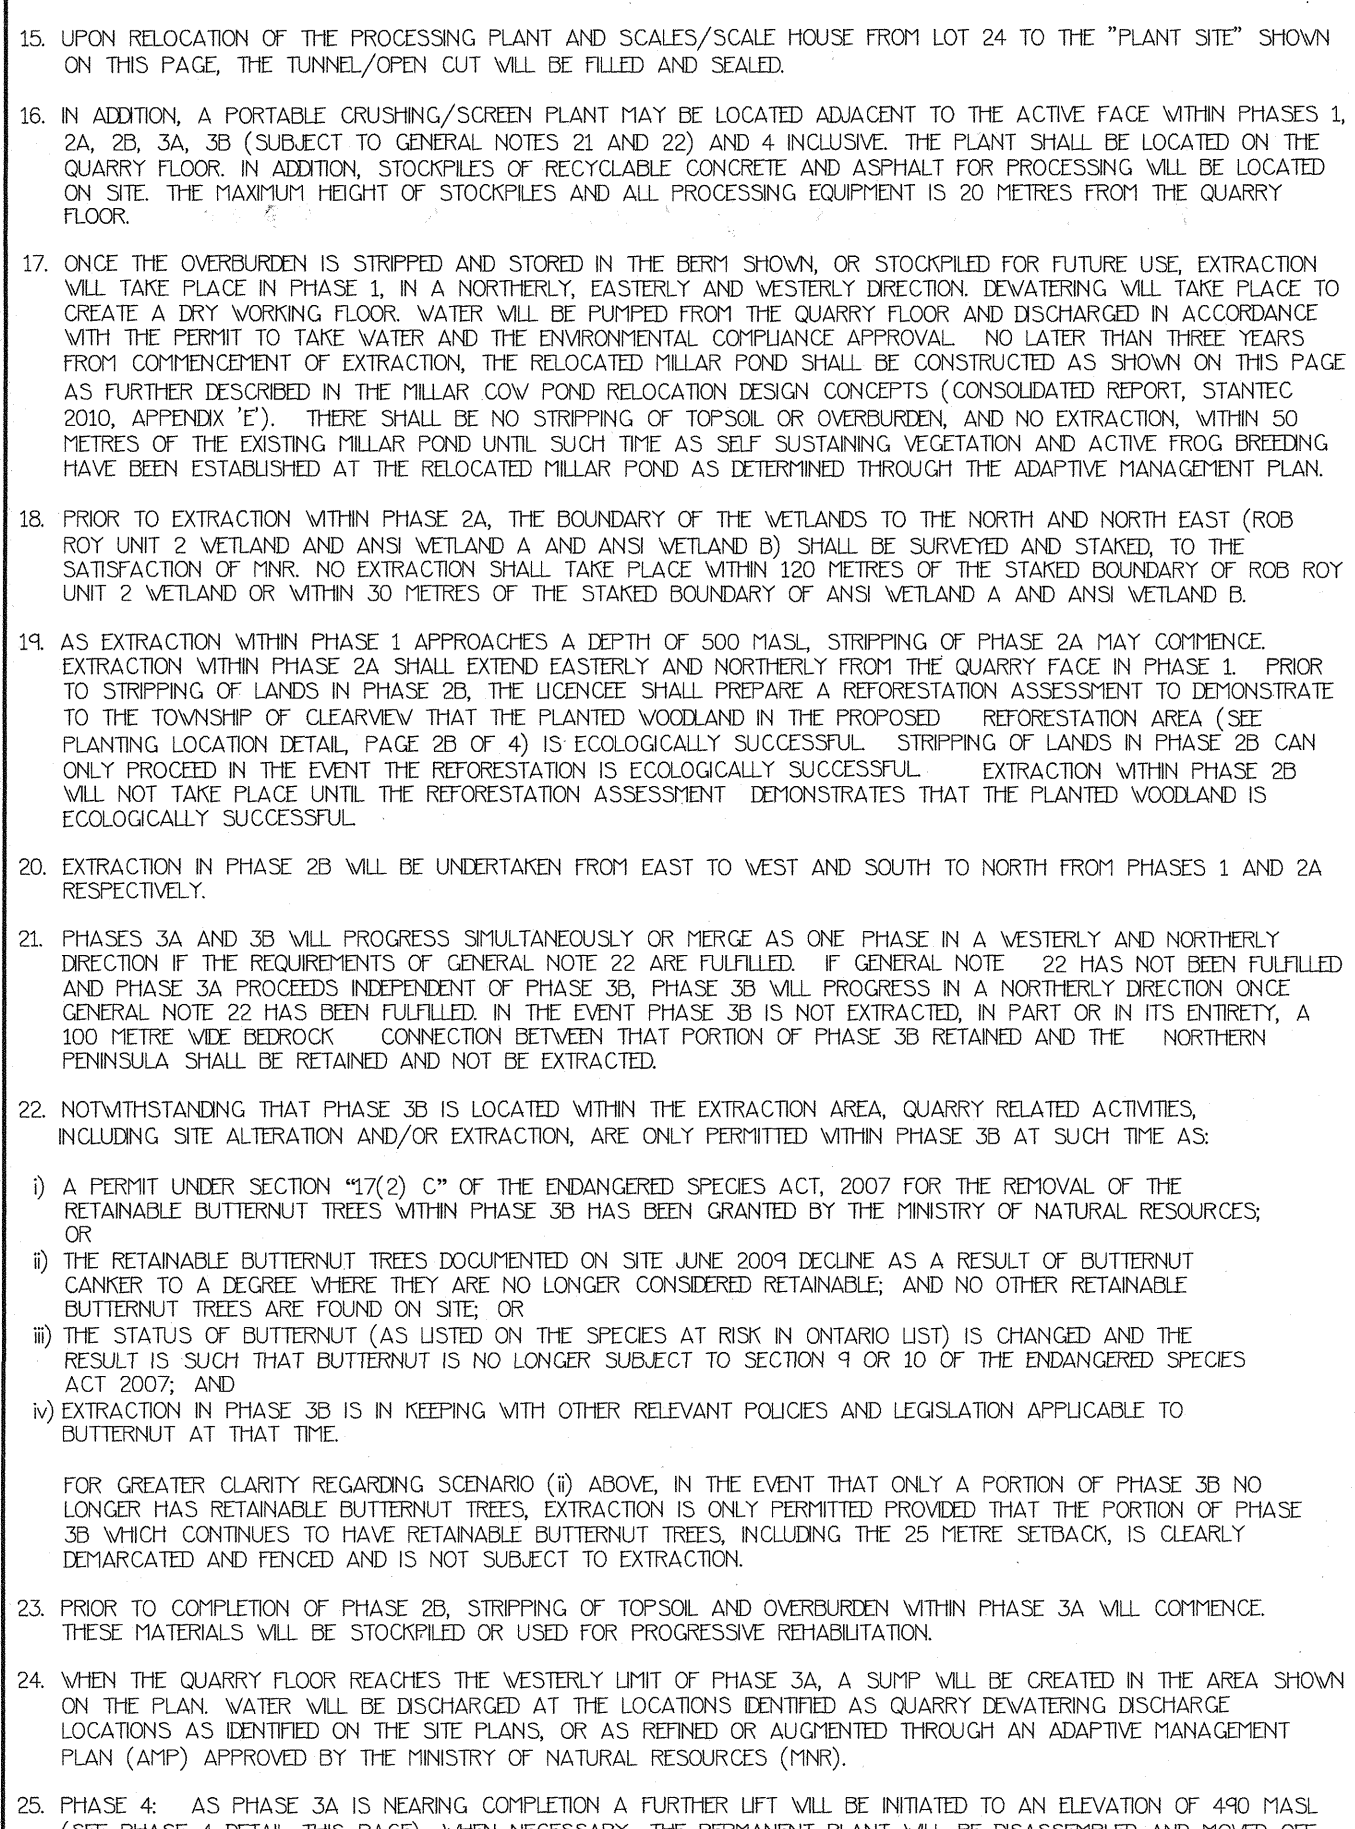 15. UPON RELOCATION OF THE PROCESSING PLANT AND SCALES/SCALE HOUSE FROM LOT 24 TO THE "PLANT SITE" SHOWN
ON THIS PAGE, THE TUNNEL/OPEN CUT WILL BE FILLED AND SEALED.
16. IN ADDITION, A PORTABLE CRUSHING/SCREEN PLANT MAY BE LOCATED ADJACENT TO THE ACTIVE FACE WITHIN PHASES 1,
2A, 2B, 3A, 3B (SUBJECT TO GENERAL NOTES 21 AND 22) AND 4 INCLUSIVE. THE PLANT SHALL BE LOCATED ON THE
QUARRY FLOOR. IN ADDITION, STOCKPILES OF RECYCLABLE CONCRETE AND ASPHALT FOR PROCESSING WILL BE LOCATED
ON SITE. THE MAXIMUM HEIGHT OF STOCKPILES AND ALL PROCESSING EQUIPMENT IS 20 METRES FROM THE QUARRY
FLOOR.
17. ONCE THE OVERBURDEN IS STRIPPED AND STORED IN THE BERM SHOWN, OR STOCKPILED FOR FUTURE USE, EXTRACTION
WILL TAKE PLACE IN PHASE 1, IN A NORTHERLY, EASTERLY AND WESTERLY DIRECTION. DEWATERING WILL TAKE PLACE TO
CREATE A DRY WORKING FLOOR. WATER WILL BE PUMPED FROM THE QUARRY FLOOR AND DISCHARGED IN ACCORDANCE
WITH THE PERMIT TO TAKE WATER AND THE ENVIRONMENTAL COMPLIANCE APPROVAL NO LATER THAN THREE YEARS
FROM COMMENCEMENT OF EXTRACTION, THE RELOCATED MILLAR POND SHALL BE CONSTRUCTED AS SHOWN ON THIS PAGE
AS FURTHER DESCRIBED IN THE MILLAR COW POND RELOCATION DESIGN CONCEPTS (CONSOLIDATED REPORT, STANTEC
2010, APPENDIX 'E'). THERE SHALL BE NO STRIPPING OF TOPSOIL OR OVERBURDEN, AND NO EXTRACTION, WITHIN 50
METRES OF THE EXISTING MILLAR POND UNTIL SUCH TIME AS SELF SUSTAINING VEGETATION AND ACTIVE FROG BREEDING
HAVE BEEN ESTABLISHED AT THE RELOCATED MILLAR POND AS DETERMINED THROUGH THE ADAPTIVE MANAGEMENT PLAN.
18. PRIOR TO EXTRACTION WITHIN PHASE 2A, THE BOUNDARY OF THE WETLANDS TO THE NORTH AND NORTH EAST (ROB
ROY UNIT 2 WETLAND AND ANSI WETLAND A AND ANSI WETLAND B) SHALL BE SURVEYED AND STAKED, TO THE
SATISFACTION OF MNR. NO EXTRACTION SHALL TAKE PLACE WITHIN 120 METRES OF THE STAKED BOUNDARY OF ROB ROY
UNIT 2 WETLAND OR WITHIN 30 METRES OF THE STAKED BOUNDARY OF ANSI WETLAND A AND ANSI WETLAND B.
19. AS EXTRACTION WITHIN PHASE 1 APPROACHES A DEPTH OF 500 MASL, STRIPPING OF PHASE 2A MAY COMMENCE.
EXTRACTION WITHIN PHASE 2A SHALL EXTEND EASTERLY AND NORTHERLY FROM THE QUARRY FACE IN PHASE 1. PRIOR
TO STRIPPING OF LANDS IN PHASE 2B, THE LICENCEE SHALL PREPARE A REFORESTATION ASSESSMENT TO DEMONSTRATE
TO THE TOWNSHIP OF CLEARVIEW THAT THE PLANTED WOODLAND IN THE PROPOSED REFORESTATION AREA (SEE
PLANTING LOCATION DETAIL, PAGE 2B OF 4) IS ECOLOGICALLY SUCCESSFUL STRIPPING OF LANDS IN PHASE 2B CAN
ONLY PROCEED IN THE EVENT THE REFORESTATION IS ECOLOGICALLY SUCCESSFUL EXTRACTION WITHIN PHASE 2B
WILL NOT TAKE PLACE UNTIL THE REFORESTATION ASSESSMENT DEMONSTRATES THAT THE PLANTED WOODLAND IS
ECOLOGICALLY SUCCESSFUL
20. EXTRACTION IN PHASE 2B WILL BE UNDERTAKEN FROM EAST TO WEST AND SOUTH TO NORTH FROM PHASES 1 AND 2A
RESPECTIVELY.
21. PHASES 3A AND 3B WILL PROGRESS SIMULTANEOUSLY OR MERGE AS ONE PHASE IN A WESTERLY AND NORTHERLY
DIRECTION IF THE REQUIREMENTS OF GENERAL NOTE 22 ARE FULFILLED. IF GENERAL NOTE 22 HAS NOT BEEN FULFILLED
AND PHASE 3A PROCEEDS INDEPENDENT OF PHASE 3B, PHASE 3B WILL PROGRESS IN A NORTHERLY DIRECTION ONCE
GENERAL NOTE 22 HAS BEEN FULFILLED. IN THE EVENT PHASE 3B IS NOT EXTRACTED, IN PART OR IN ITS ENTIRETY, A
100 METRE WIDE BEDROCK CONNECTION BETWEEN THAT PORTION OF PHASE 3B RETAINED AND THE NORTHERN
PENINSULA SHALL BE RETAINED AND NOT BE EXTRACTED.
22. NOTWITHSTANDING THAT PHASE 3B IS LOCATED WITHIN THE EXTRACTION AREA, QUARRY RELATED ACTIVITIES,
INCLUDING SITE ALTERATION AND/OR EXTRACTION, ARE ONLY PERMITTED WITHIN PHASE 3B AT SUCH TIME AS:
i) A PERMIT UNDER SECTION “17(2) C” OF THE ENDANGERED SPECIES ACT, 2007 FOR THE REMOVAL OF THE
RETAINABLE BUTTERNUT TREES WITHIN PHASE 3B HAS BEEN GRANTED BY THE MINISTRY OF NATURAL RESOURCES;
OR
ii) THE RETAINABLE BUTTERNUT TREES DOCUMENTED ON SITE JUNE 2009 DECLINE AS A RESULT OF BUTTERNUT
CANKER TO A DEGREE WHERE THEY ARE NO LONGER CONSIDERED RETAINABLE; AND NO OTHER RETAINABLE
BUTTERNUT TREES ARE FOUND ON SITE; OR
iii) THE STATUS OF BUTTERNUT (AS LISTED ON THE SPECIES AT RISK IN ONTARIO LIST) IS CHANGED AND THE
RESULT IS SUCH THAT BUTTERNUT IS NO LONGER SUBJECT TO SECTION 9 OR 10 OF THE ENDANGERED SPECIES
ACT 2007; AND
iv) EXTRACTION IN PHASE 3B IS IN KEEPING WITH OTHER RELEVANT POLICIES AND LEGISLATION APPLICABLE TO
BUTTERNUT AT THAT TIME.
FOR GREATER CLARITY REGARDING SCENARIO (ii) ABOVE, IN THE EVENT THAT ONLY A PORTION OF PHASE 3B NO
LONGER HAS RETAINABLE BUTTERNUT TREES, EXTRACTION IS ONLY PERMITTED PROVIDED THAT THE PORTION OF PHASE
3B WHICH CONTINUES TO HAVE RETAINABLE BUTTERNUT TREES, INCLUDING THE 25 METRE SETBACK, IS CLEARLY
DEMARCATED AND FENCED AND IS NOT SUBJECT TO EXTRACTION.
23. PRIOR TO COMPLETION OF PHASE 2B, STRIPPING OF TOPSOIL AND OVERBURDEN WITHIN PHASE 3A WILL COMMENCE.
THESE MATERIALS WILL BE STOCKPILED OR USED FOR PROGRESSIVE REHABILITATION.
24. WHEN THE QUARRY FLOOR REACHES THE WESTERLY LIMIT OF PHASE 3A, A SUMP WILL BE CREATED IN THE AREA SHOWN
ON THE PLAN. WATER WILL BE DISCHARGED AT THE LOCATIONS IDENTIFIED AS QUARRY DEWATERING DISCHARGE
LOCATIONS AS IDENTIFIED ON THE SITE PLANS, OR AS REFINED OR AUGMENTED THROUGH AN ADAPTIVE MANAGEMENT
PLAN (AMP) APPROVED BY THE MINISTRY OF NATURAL RESOURCES (MNR).
25. PHASE 4: AS PHASE 3A IS NEARING COMPLETION A FURTHER LIFT WILL BE INITIATED TO AN ELEVATION OF 490 MASL
(SEE PHASE 4 DETAIL THIS PAGE). WHEN NECESSARY, THE PERMANENT PLANT WILL BE DISASSEMBLED AND MOVED OFF